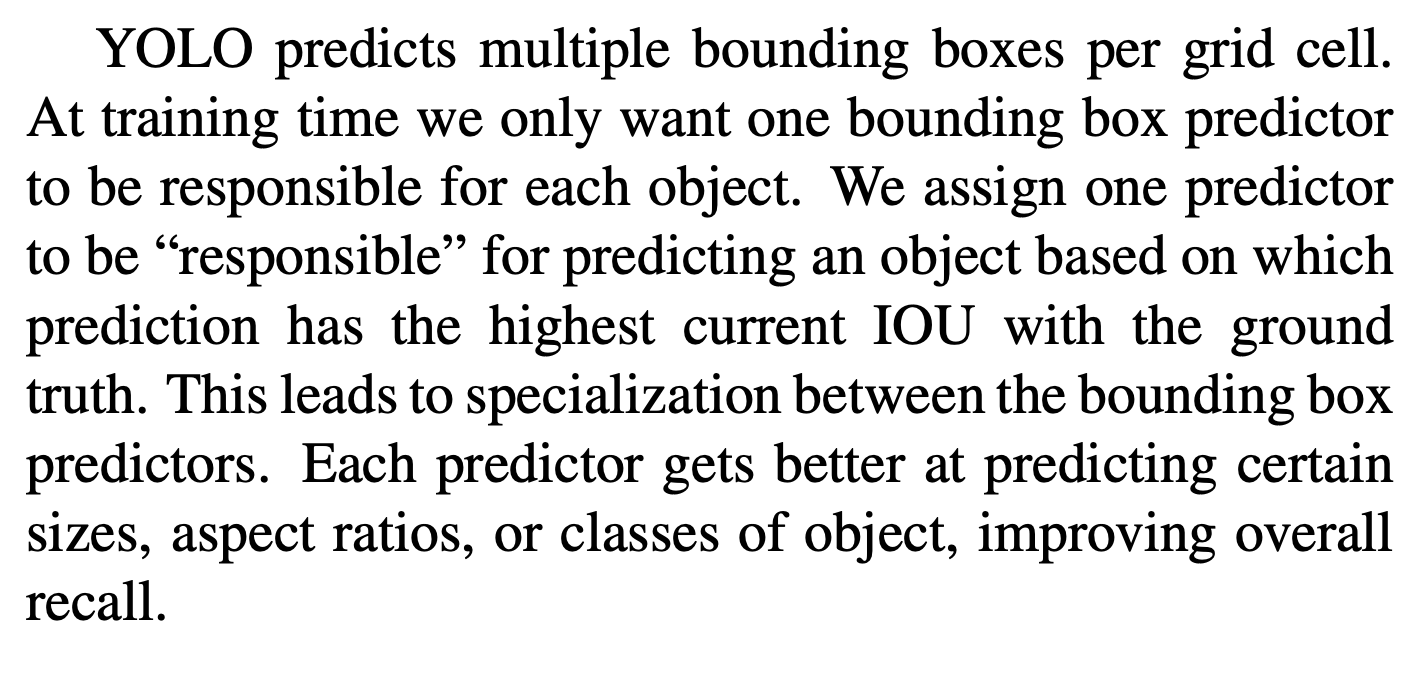 YOLO predicts multiple bounding boxes per grid cell.
At training time we only want one bounding box predictor
to be responsible for each object. We assign one predictor
to be “responsible” for predicting an object based on which
prediction has the highest current IOU with the ground
truth. This leads to specialization between the bounding box
predictors. Each predictor gets better at predicting certain
sizes, aspect ratios, or classes of object, improving overall
recall.